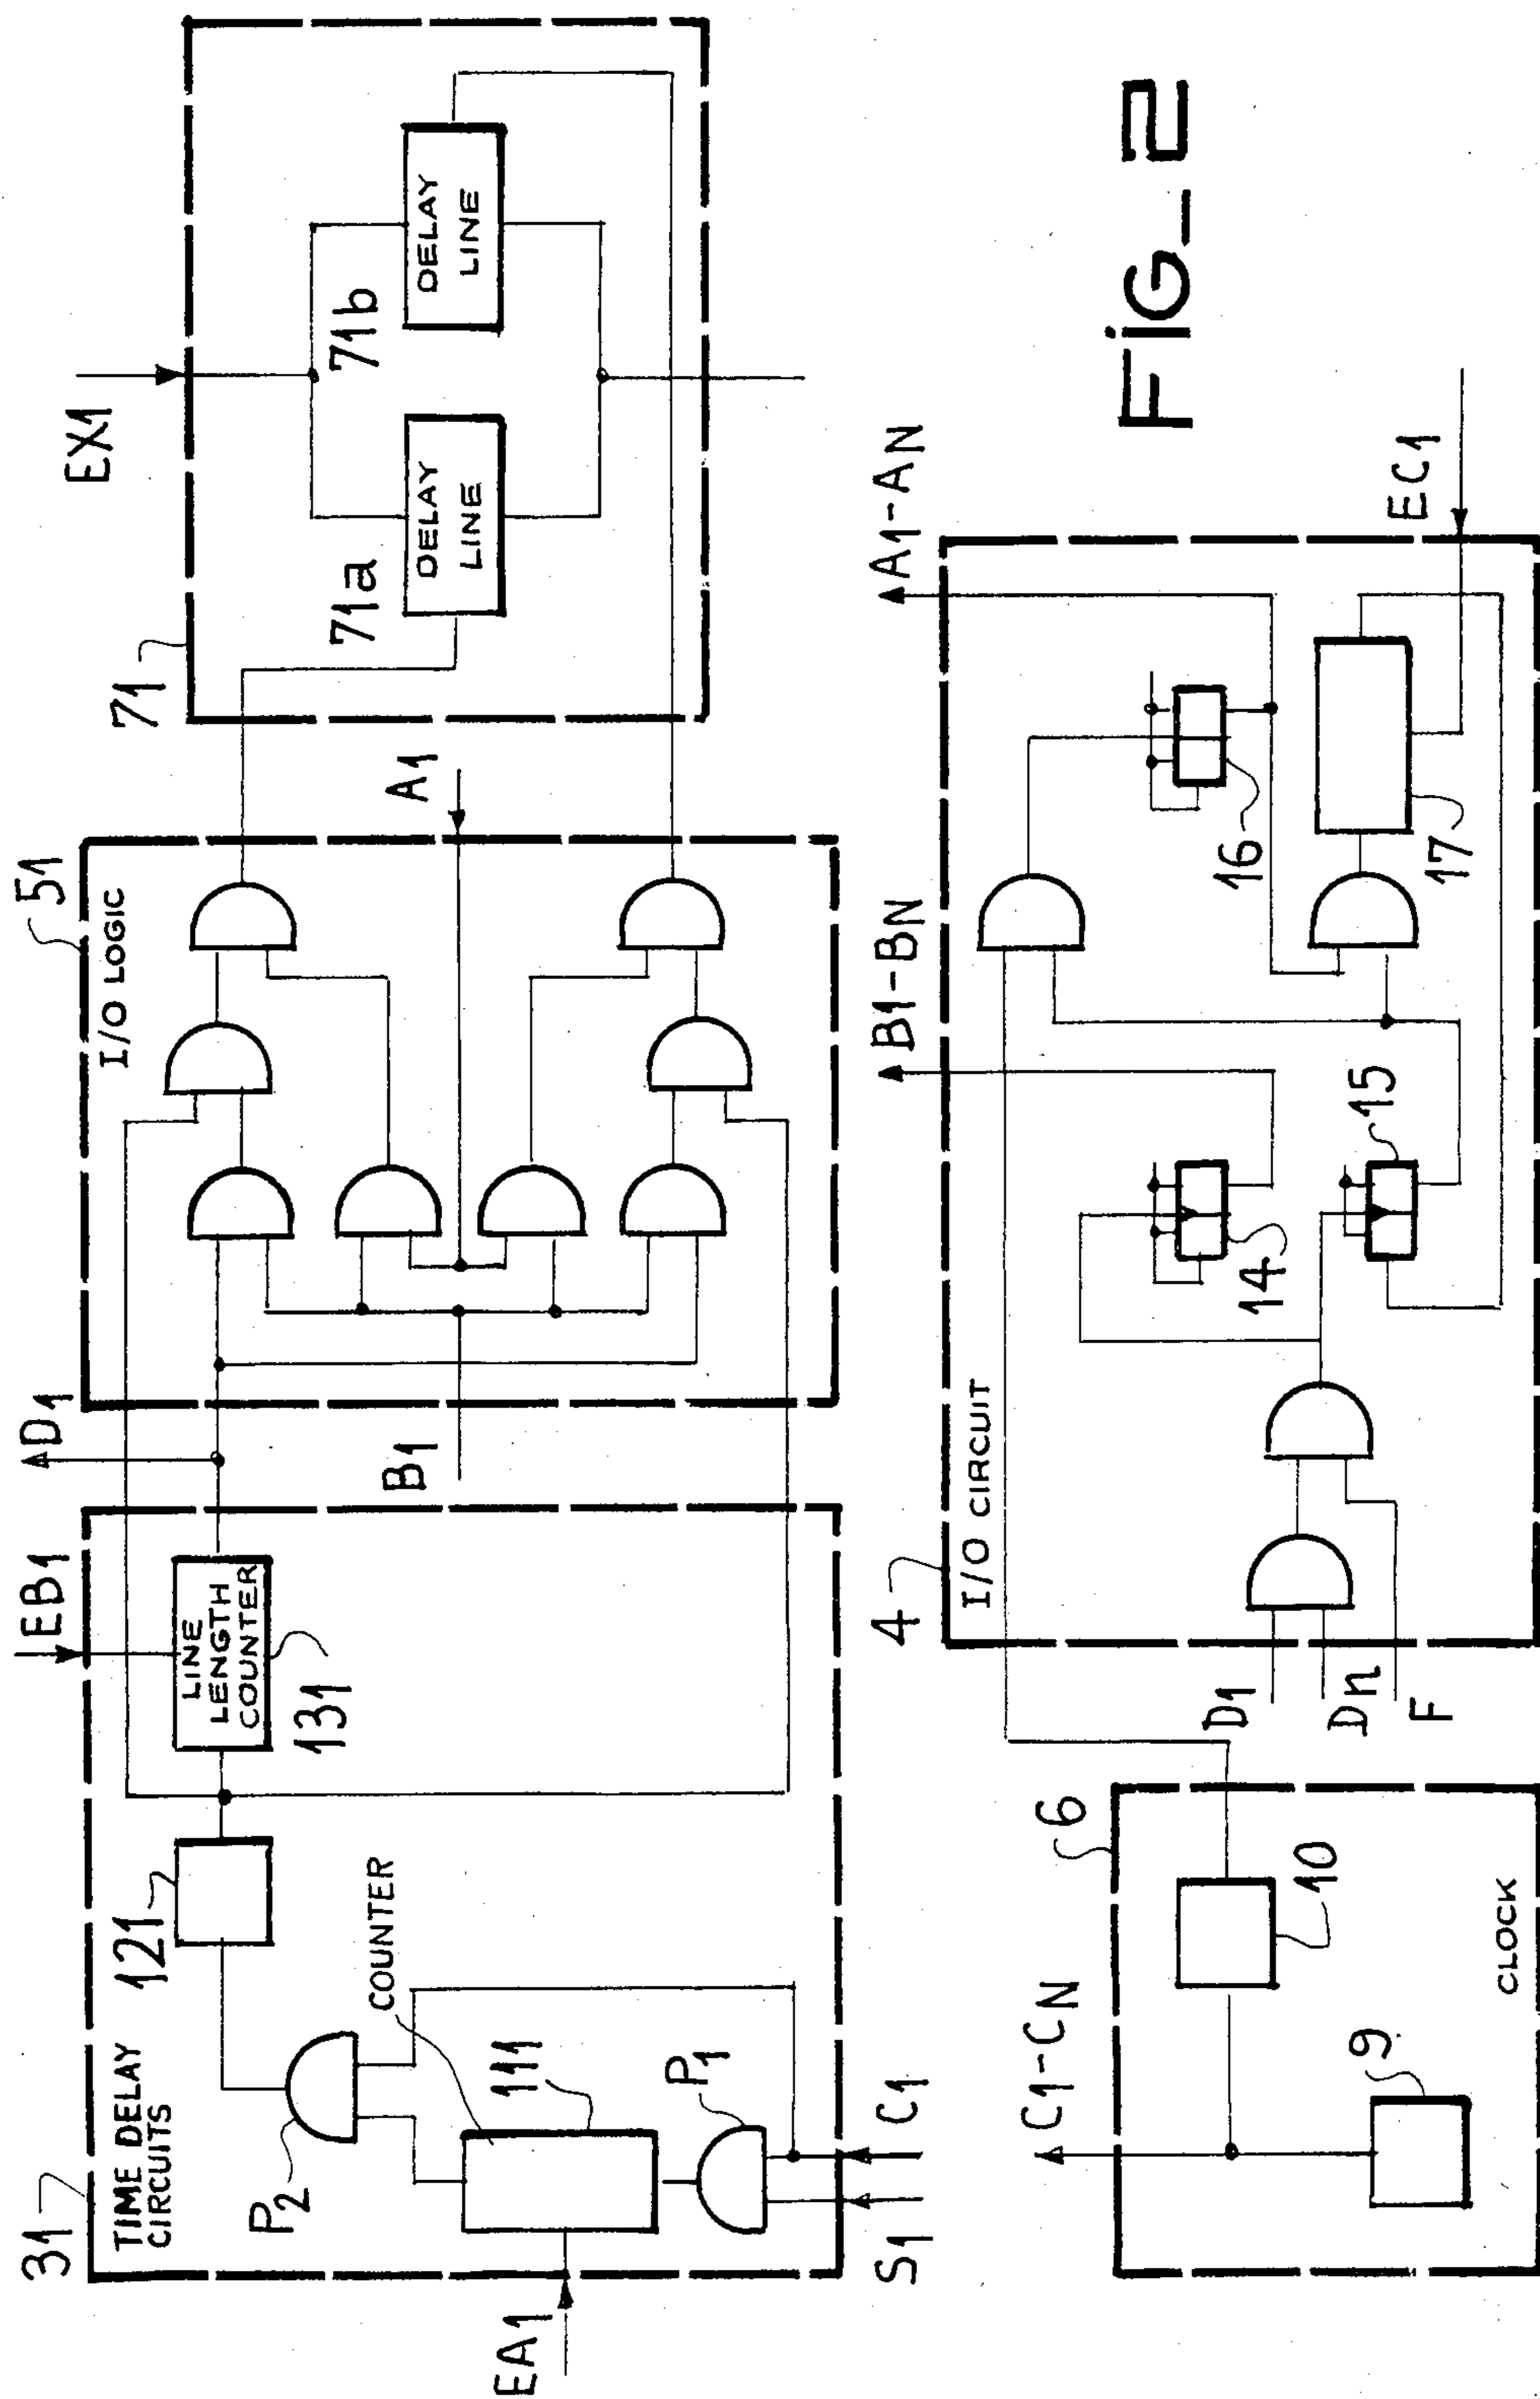 31
TIME DELAY
CIRCUITS
121
EB1
LINE
LENGTH
COUNTER
131
COUNTER
P2
111
P1
EA1
S1
C1
D1
B1
51
I/O LOGIC
A1
71
EX1
71a
DELAY
LINE
71b
DELAY
LINE
C1-CN
6
9
10
CLOCK
4
I/O CIRCUIT
D1
Dn
F
14
15
B1-BN
16
17
A1-AN
EC1
FiG_2